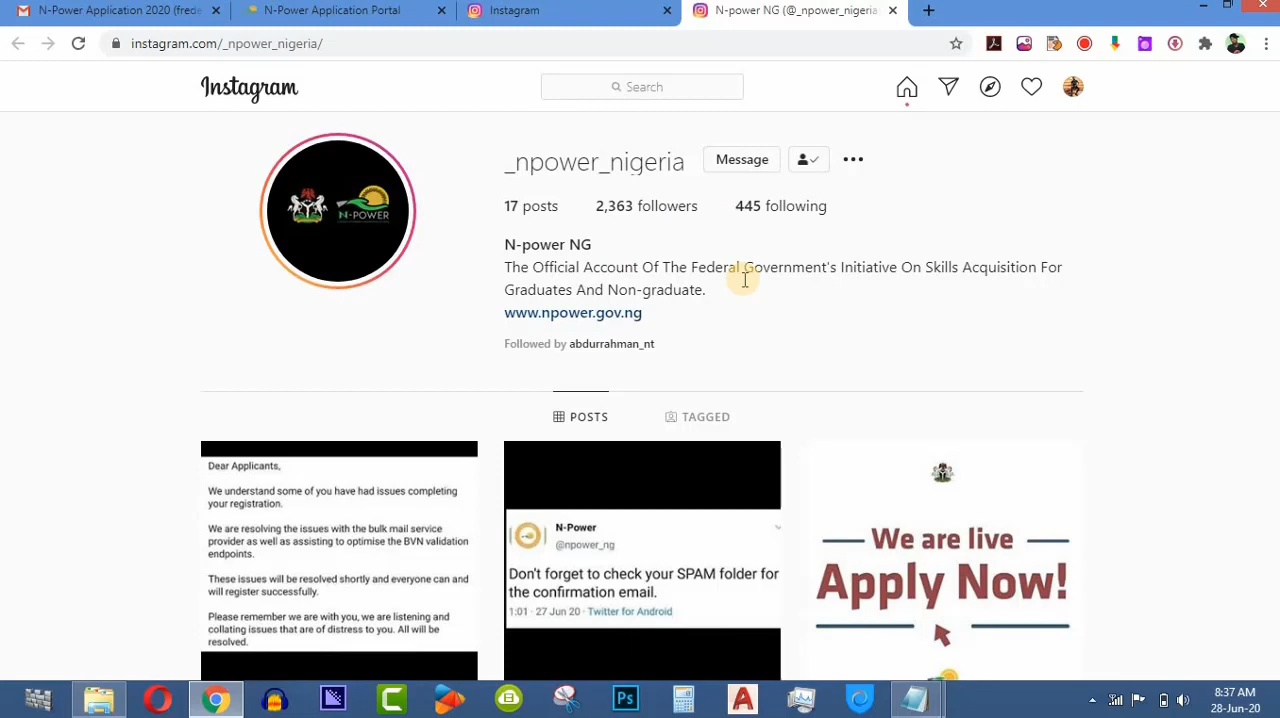 N-Power Application 2020 (frede
N-Power Application Portal
Instagram
N-power NG (@_npower_nigeria
instagram.com/_npower_nigeria/
Instagram
Search
_npower_nigeria
Message
17 posts
2,363 followers
445 following
N-power NG
The Official Account Of The Federal Government's Initiative On Skills Acquisition For
Graduates And Non-graduate.
www.npower.gov.ng
Followed by abdurrahman_nt
POSTS
TAGGED
Dear Applicants,
We understand some of you have had issues completing
your registration.
We are resolving the issues with the bulk mail service
provider as well as assisting to optimise the BVN validation
endpoints.
These issues will be resolved shortly and everyone can and
will register successfully.
Please remember we are with you, we are listening and
collating issues that are of distress to you. All will be
resolved.
N-Power
@npower_ng
Don't forget to check your SPAM folder for
the confirmation email.
1:01 · 27 Jun 20 · Twitter for Android
We are live
Apply Now!
N-POWER
Ps
8:37 AM
28-Jun-20